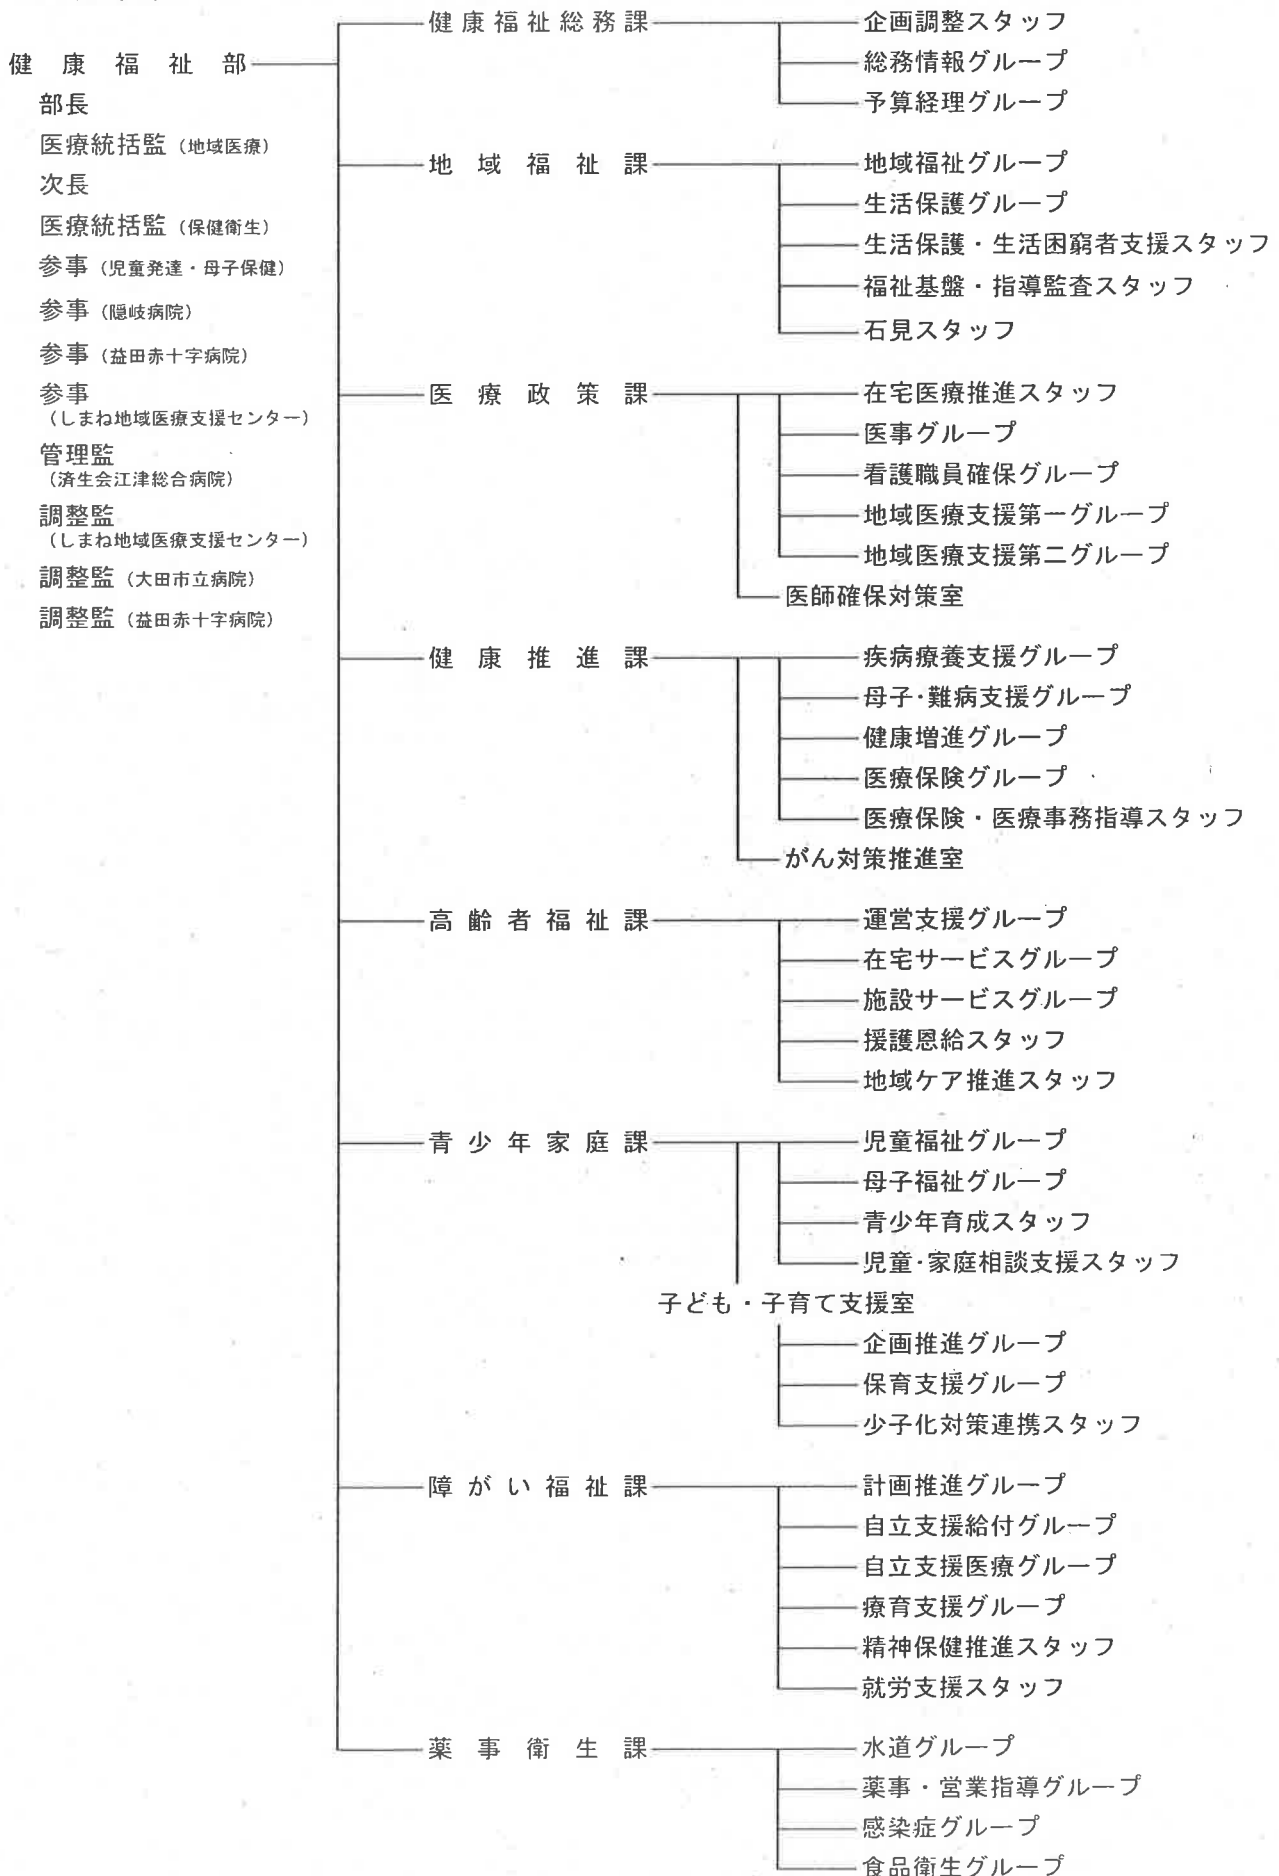 健康福祉部
部長
医療統括監（地域医療）
次長
医療統括監（保健衛生）
参事（児童発達・母子保健）
参事（隠岐病院）
参事（益田赤十字病院）
参事
（しまね地域医療支援センター）
管理監
（済生会江津総合病院）
調整監
（しまね地域医療支援センター）
調整監（大田市立病院）
調整監（益田赤十字病院）
健康福祉総務課
企画調整スタッフ
総務情報グループ
予算経理グループ
地域福祉課
地域福祉グループ
生活保護グループ
生活保護・生活困窮者支援スタッフ
福祉基盤・指導監査スタッフ
石見スタッフ
医療政策課
在宅医療推進スタッフ
医事グループ
看護職員確保グループ
地域医療支援第一グループ
地域医療支援第二グループ
医師確保対策室
健康推進課
疾病療養支援グループ
母子・難病支援グループ
健康増進グループ
医療保険グループ
医療保険・医療事務指導スタッフ
がん対策推進室
高齢者福祉課
運営支援グループ
在宅サービスグループ
施設サービスグループ
援護恩給スタッフ
地域ケア推進スタッフ
青少年家庭課
児童福祉グループ
母子福祉グループ
青少年育成スタッフ
児童・家庭相談支援スタッフ
子ども・子育て支援室
企画推進グループ
保育支援グループ
少子化対策連携スタッフ
障がい福祉課
計画推進グループ
自立支援給付グループ
自立支援医療グループ
療育支援グループ
精神保健推進スタッフ
就労支援スタッフ
薬事衛生課
水道グループ
薬事・営業指導グループ
感染症グループ
食品衛生グループ